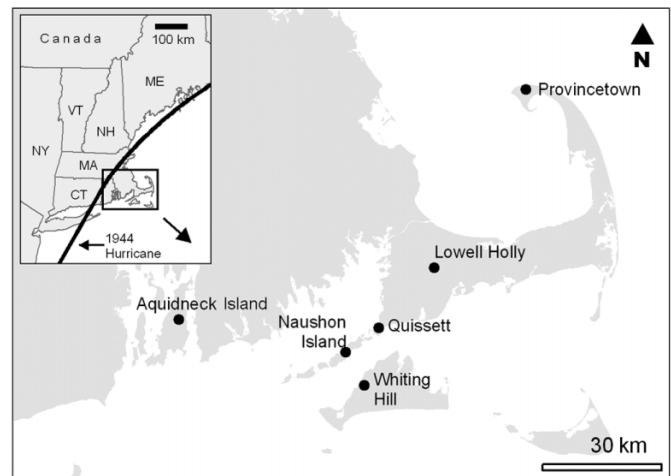 Canada
100 km
ME
VT
NH
NY
MA
CT
1944
Hurricane
N
Provincetown
Lowell Holly
Aquidneck Island
Naushon
Island
Quissett
Whiting
Hill
30 km